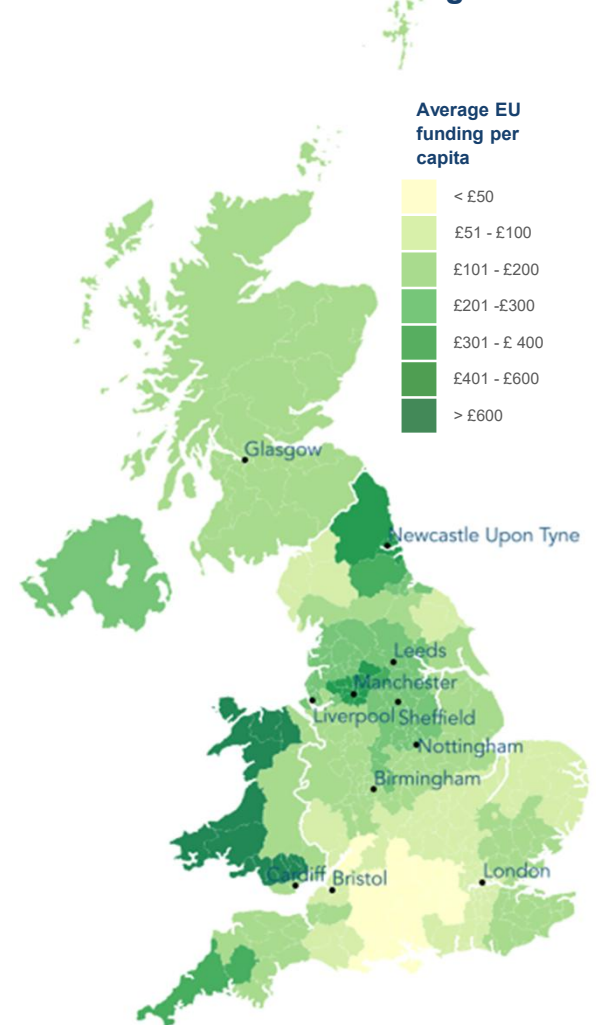 g
Average EU
funding per
capita
< £50
£51 - £100
£101 - £200
£201 -£300
£301 - £ 400
£401 - £600
> £600
Glasgow
Newcastle Upon Tyne
Leeds
Manchester
Liverpool Sheffield
Nottingham
Birmingham
Cardiff Bristol London